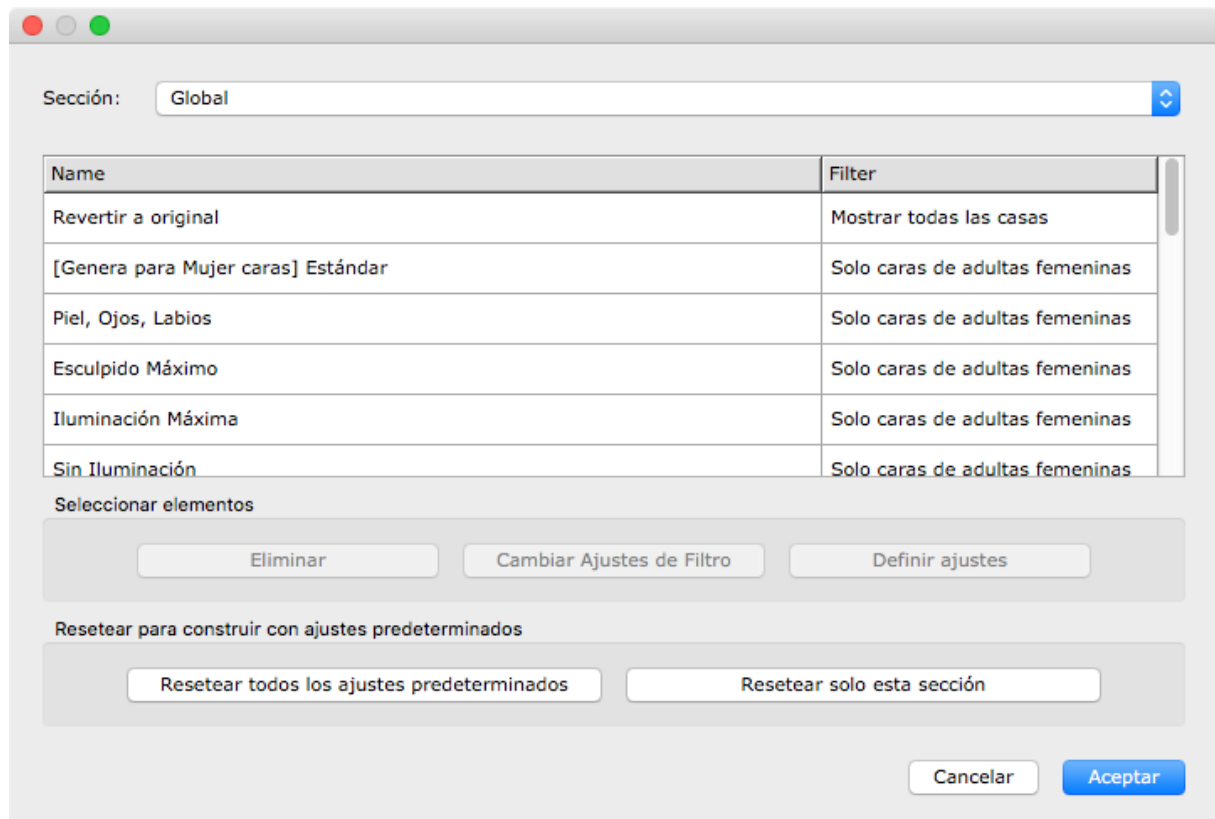 Sección: Global
Name Filter
Revertir a original Mostrar todas las casas
[Genera para Mujer caras] Estándar Solo caras de adultas femeninas
Piel, Ojos, Labios Solo caras de adultas femeninas
Esculpido Máximo Solo caras de adultas femeninas
Iluminación Máxima Solo caras de adultas femeninas
Sin Iluminación Solo caras de adultas femeninas
Seleccionar elementos
Eliminar Cambiar Ajustes de Filtro Definir ajustes
Resetear para construir con ajustes predeterminados
Resetear todos los ajustes predeterminados Resetear solo esta sección
Cancelar Aceptar